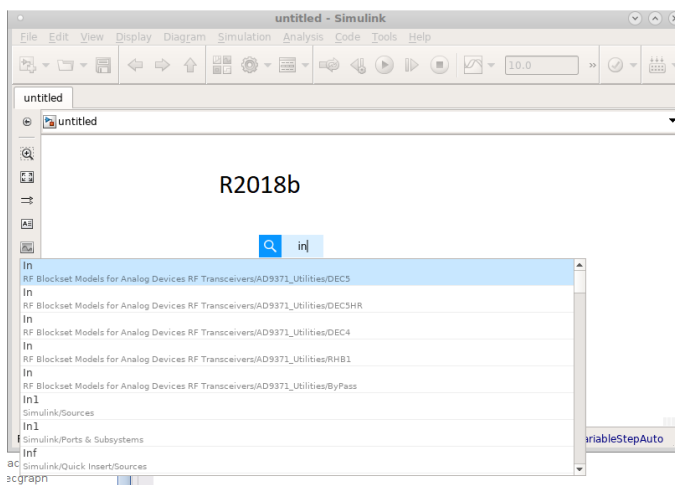 untitled - Simulink
File Edit View Display Diagram Simulation Analysis Code Tools Help
10.0 »
untitled
untitled
R2018b
in
In
RF Blockset Models for Analog Devices RF Transceivers/AD9371_Utilities/DEC5
In
RF Blockset Models for Analog Devices RF Transceivers/AD9371_Utilities/DEC5HR
In
RF Blockset Models for Analog Devices RF Transceivers/AD9371_Utilities/DEC4
In
RF Blockset Models for Analog Devices RF Transceivers/AD9371_Utilities/RHB1
In
RF Blockset Models for Analog Devices RF Transceivers/AD9371_Utilities/ByPass
In1
Simulink/Sources
In1
Simulink/Ports & Subsystems
Inf
Simulink/Quick Insert/Sources
ariableStepAuto
ac
ecgraph